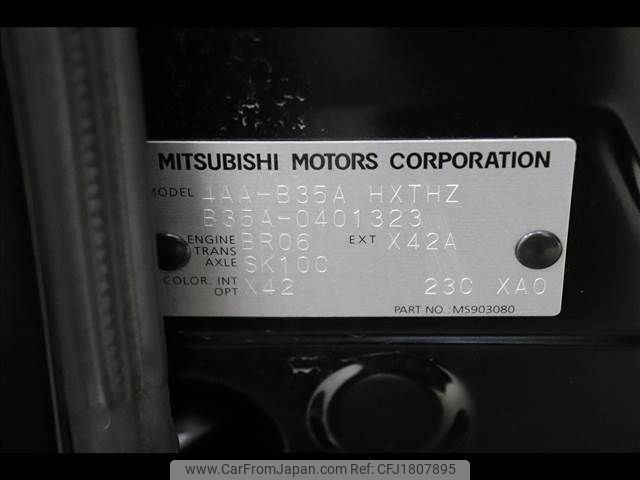 MITSUBISHI MOTORS CORPORATION
MODEL 4AA-B35A HXTHZ
B35A-0401323
ENGINE BR06 EXT X42A
TRANS
AXLE SK10C
COLOR, INT X42 23C XA0
OPT
PART NO.:MS903080
www.CarFromJapan.com © CFJ1807895